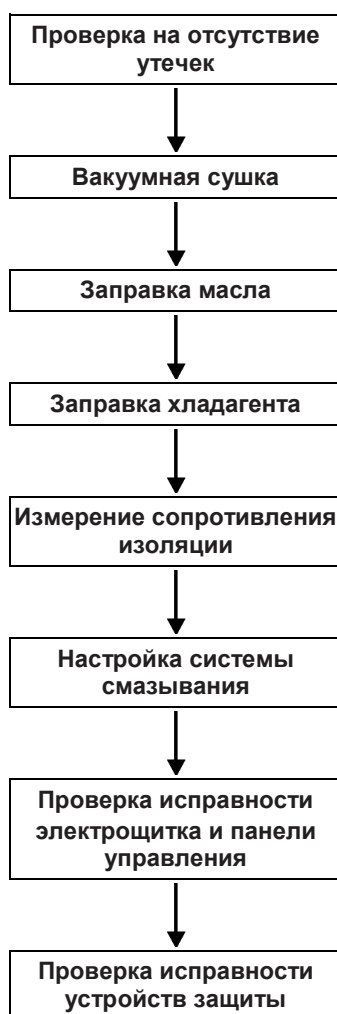 Проверка на отсутствие
утечек
Вакуумная сушка
Заправка масла
Заправка хладагента
Измерение сопротивления
изоляции
Настройка системы
смазывания
Проверка исправности
электрощитка и панели
управления
Проверка исправности
устройств защиты